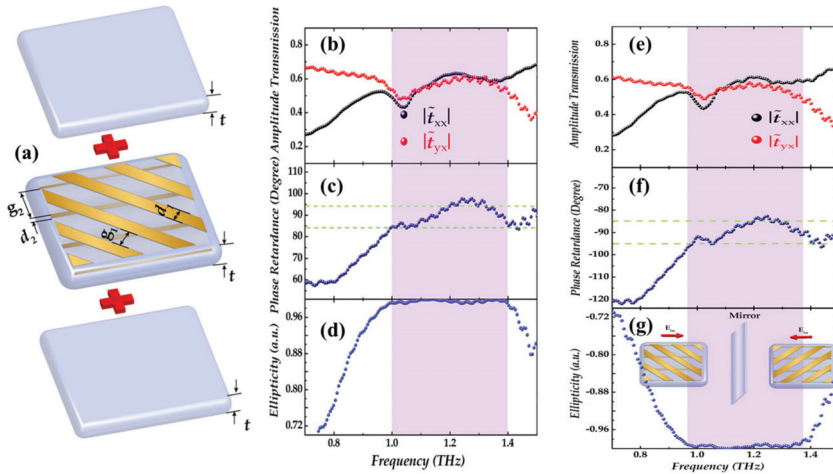 (a)
t
g2
d2
g1
d
t
t
(b)
Amplitude Transmission
0.8
0.6
0.4
0.2
|t̃xx|
|t̃yx|
(c)
Phase Retardance (Degree)
110
100
90
80
70
60
(d)
Ellipticity (a.u.)
0.96
0.88
0.80
0.72
0.8 1.0 1.2 1.4
Frequency (THz)
(e)
Amplitude Transmission
0.8
0.6
0.4
0.2
|t̃xx|
|t̃yx|
(f)
Phase Retardance (Degree)
-70
-80
-90
-100
-110
-120
(g)
Mirror
Ein
Ein
Ellipticity (a.u.)
-0.72
-0.80
-0.88
-0.96
0.8 1.0 1.2 1.4
Frequency (THz)